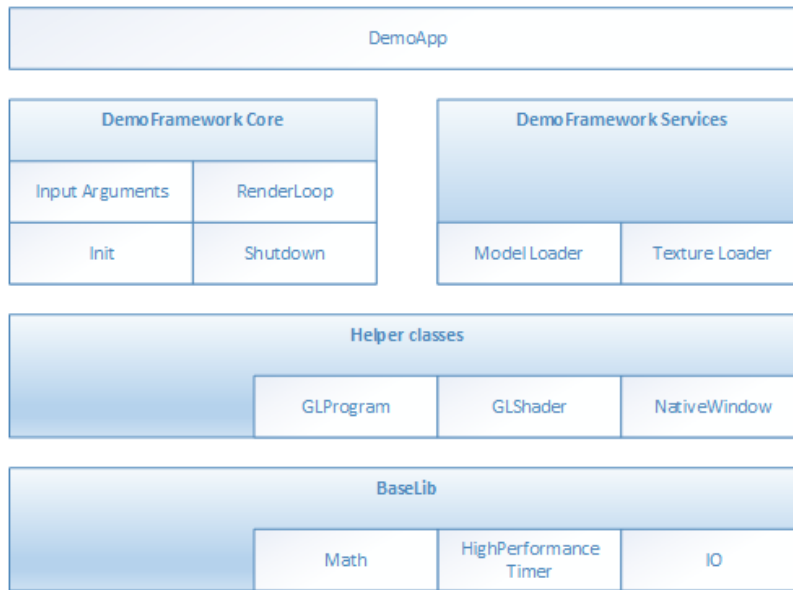 DemoApp
DemoFramework Core
Input Arguments
RenderLoop
Init
Shutdown
DemoFramework Services
Model Loader
Texture Loader
Helper classes
GLProgram
GLShader
NativeWindow
BaseLib
Math
HighPerformance
Timer
IO